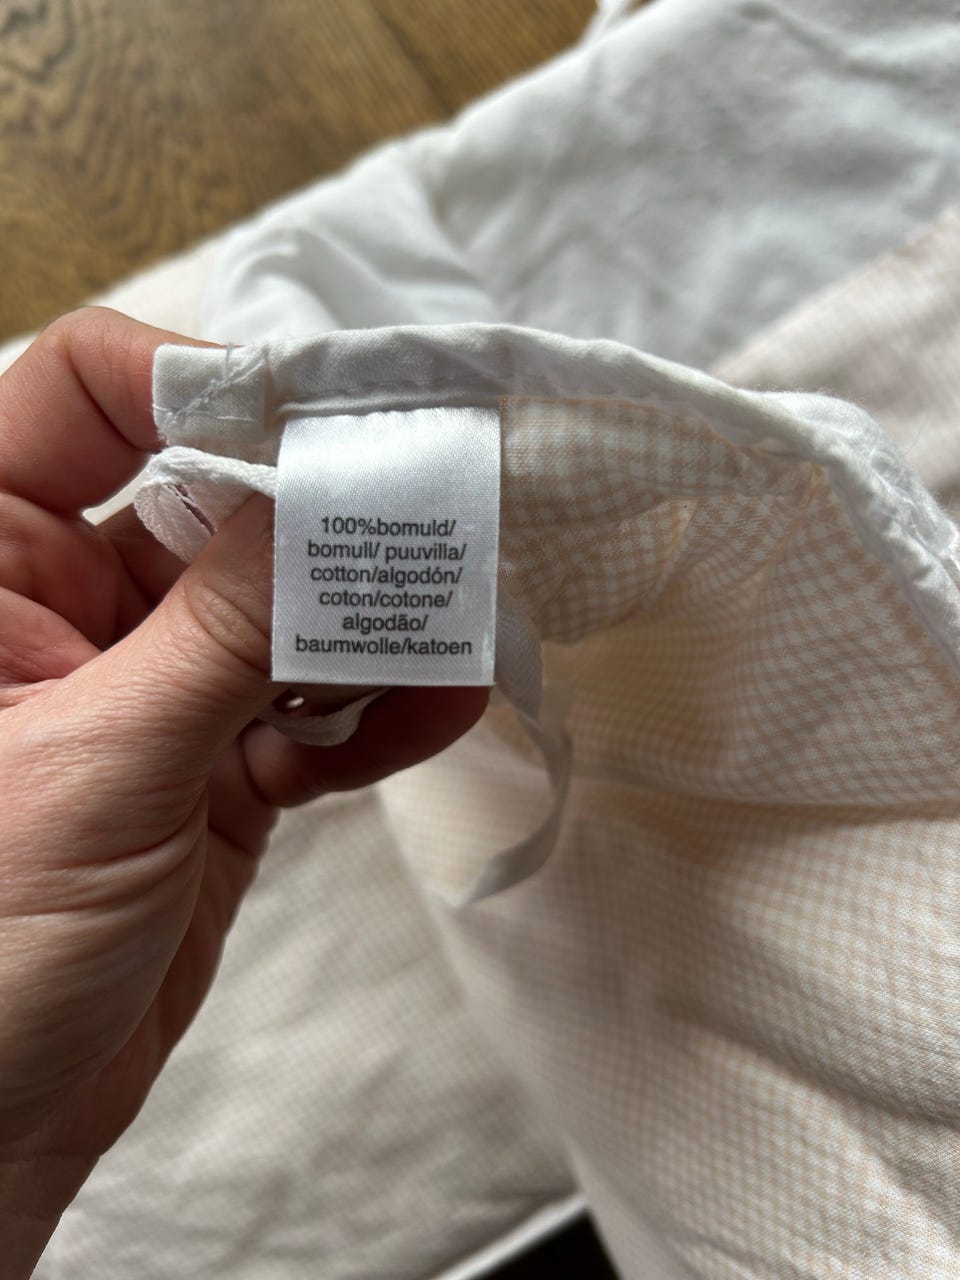 100%bomuld/
bomull/ puuvilla/
cotton/algodón/
coton/cotone/
algodão/
baumwolle/katoen